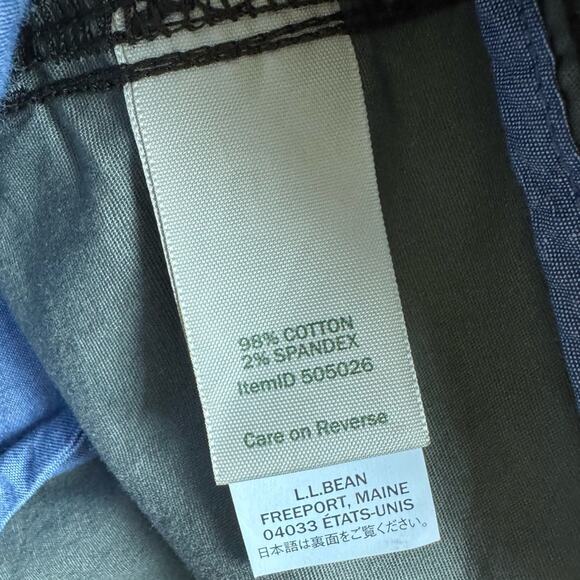 98% COTTON
2% SPANDEX
ItemID 505026
Care on Reverse
L.L.BEAN
FREEPORT, MAINE
04033 ÉTATS-UNIS
日本語は裏面をご覧ください。